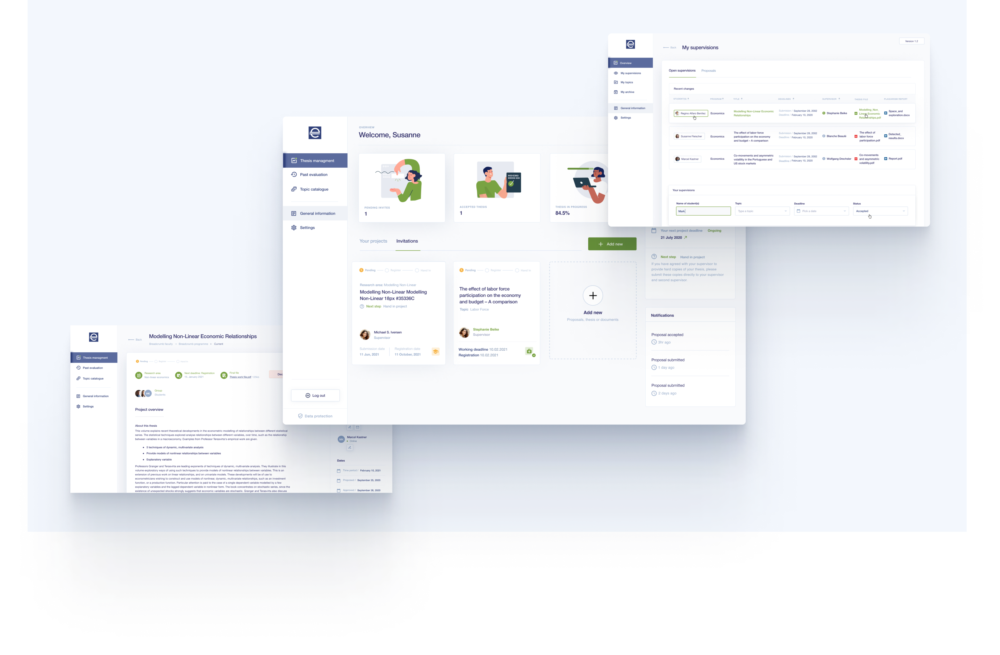 Version 1.2
Back
My supervisions
Overview
My supervisions
My topics
My archive
General information
Settings
Open supervisions
Proposals
Recent changes
STUDENT(S)
PROGRAM
TITLE
DEADLINES
SUPERVISOR
THESIS FILE
PLAGIARISM REPORT
Regino Alfaro Benitez
Economics
Modelling Non-Linear Economic
Relationships
Submission / September 28, 2002
Deadline / February 10, 2020
Stephanie Beike
Modelling_Non_
Linear Economic
Relationships.pdf
Space_and
exploration.docx
Susanne Fleischer
Economics
The effect of labor force
participation on the economy
and budget – A comparison
Submission / September 28, 2002
Deadline / February 10, 2020
Blanche Beaulé
The effect of
labor force
participation.pdf
Detected_
results.docx
Marcel Kastner
Economics
Co-movements and asymmetric
volatility in the Portuguese and
US stock markets
Submission / September 28, 2002
Deadline / February 10, 2020
Wolfgang Drechsler
Co-movements
and asymmetric
volatility.pdf
Report.pdf
Your supervisions
Name of student(s)
Mark
Topic
Type a topic
Deadline
Pick a date
Status
Accepted
OVERVIEW
Welcome, Susanne
Thesis managment
Past evaluation
Topic catalogue
General information
Settings
Log out
Data protection
PENDING INVITES
1
ACCEPTED THESIS
1
THESIS IN PROGRESS
84.5%
Your projects
Invitations
Add new
Pending
Register
Hand In
Research area: Modelling Non-Linear
Modelling Non-Linear Modelling
Non-Linear 18px #35336C
Next step Hand in project
Michael S. Iversen
Supervisor
Submission date
11 Jun, 2021
Registration date
11 October, 2021
Pending
Register
Hand In
The effect of labor force
participation on the economy
and budget – A comparison
Topic Labor Force
Stephanie Beike
Supervisor
Working deadline 10.02.2021
Registration 10.02.2021
Add new
Proposals, thesis or documents
Your next project deadline Ongoing
21 July 2020
Next step Hand in project
If you have agreed with your supervisor to
provide hard copies of your thesis, please
submit these copies directly to your supervisor
and second supervisor.
Notifications
Proposal accepted
3hr ago
Proposal submitted
1 day ago
Proposal submitted
2 days ago
Back
Modelling Non-Linear Economic Relationships
Breadcrumb faculty
Breadcrumb programme
Current
Thesis managment
Past evaluation
Topic catalogue
General information
Settings
Pending
Register
Hand In
Research area
Non-linear economics
Next deadline: Registration
15. January 2021
Final file
Thesis work file.pdf 128kb
Dec
HK
Group
Students
Project overview
About this thesis
This volume explains recent theoretical developments in the econometric modelling of relationships between different statistical
series. The statistical techniques explored analyse relationships between different variables, over time, such as the relationship
between variables in a macroeconomy. Examples from Professor Terasvirta's empirical work are given.
5 techniques of dynamic, multivariate analysis
Provide models of nonlinear relationships between variables
Explanatory variable
Professors Granger and Terasvirta are leading exponents of techniques of dynamic, multivariate analysis. They illustrate in this
volume exploratory ways of using such techniques to provide models of nonlinear relationships between variables. This is an
extension of previous work on linear relationships, and on univariate models. These developments will be of use to
econometricians wishing to construct and use models of nonlinear, dynamic, multivariate relationships, such as an investment
function, or a production function. Particular attention is paid to the case of a single dependent variable modelled by a few
explanatory variables and the lagged dependent variable in nonlinear form. The book concentrates on stochastic series, since the
existence of unexpected shocks strongly suggests that economic variables are stochastic. Granger and Terasvirta also discuss
MK
Marcel Kastner
Online
Dates
Time period / February 10, 2021
Proposed / September 25, 2020
Approved / September 28, 2020